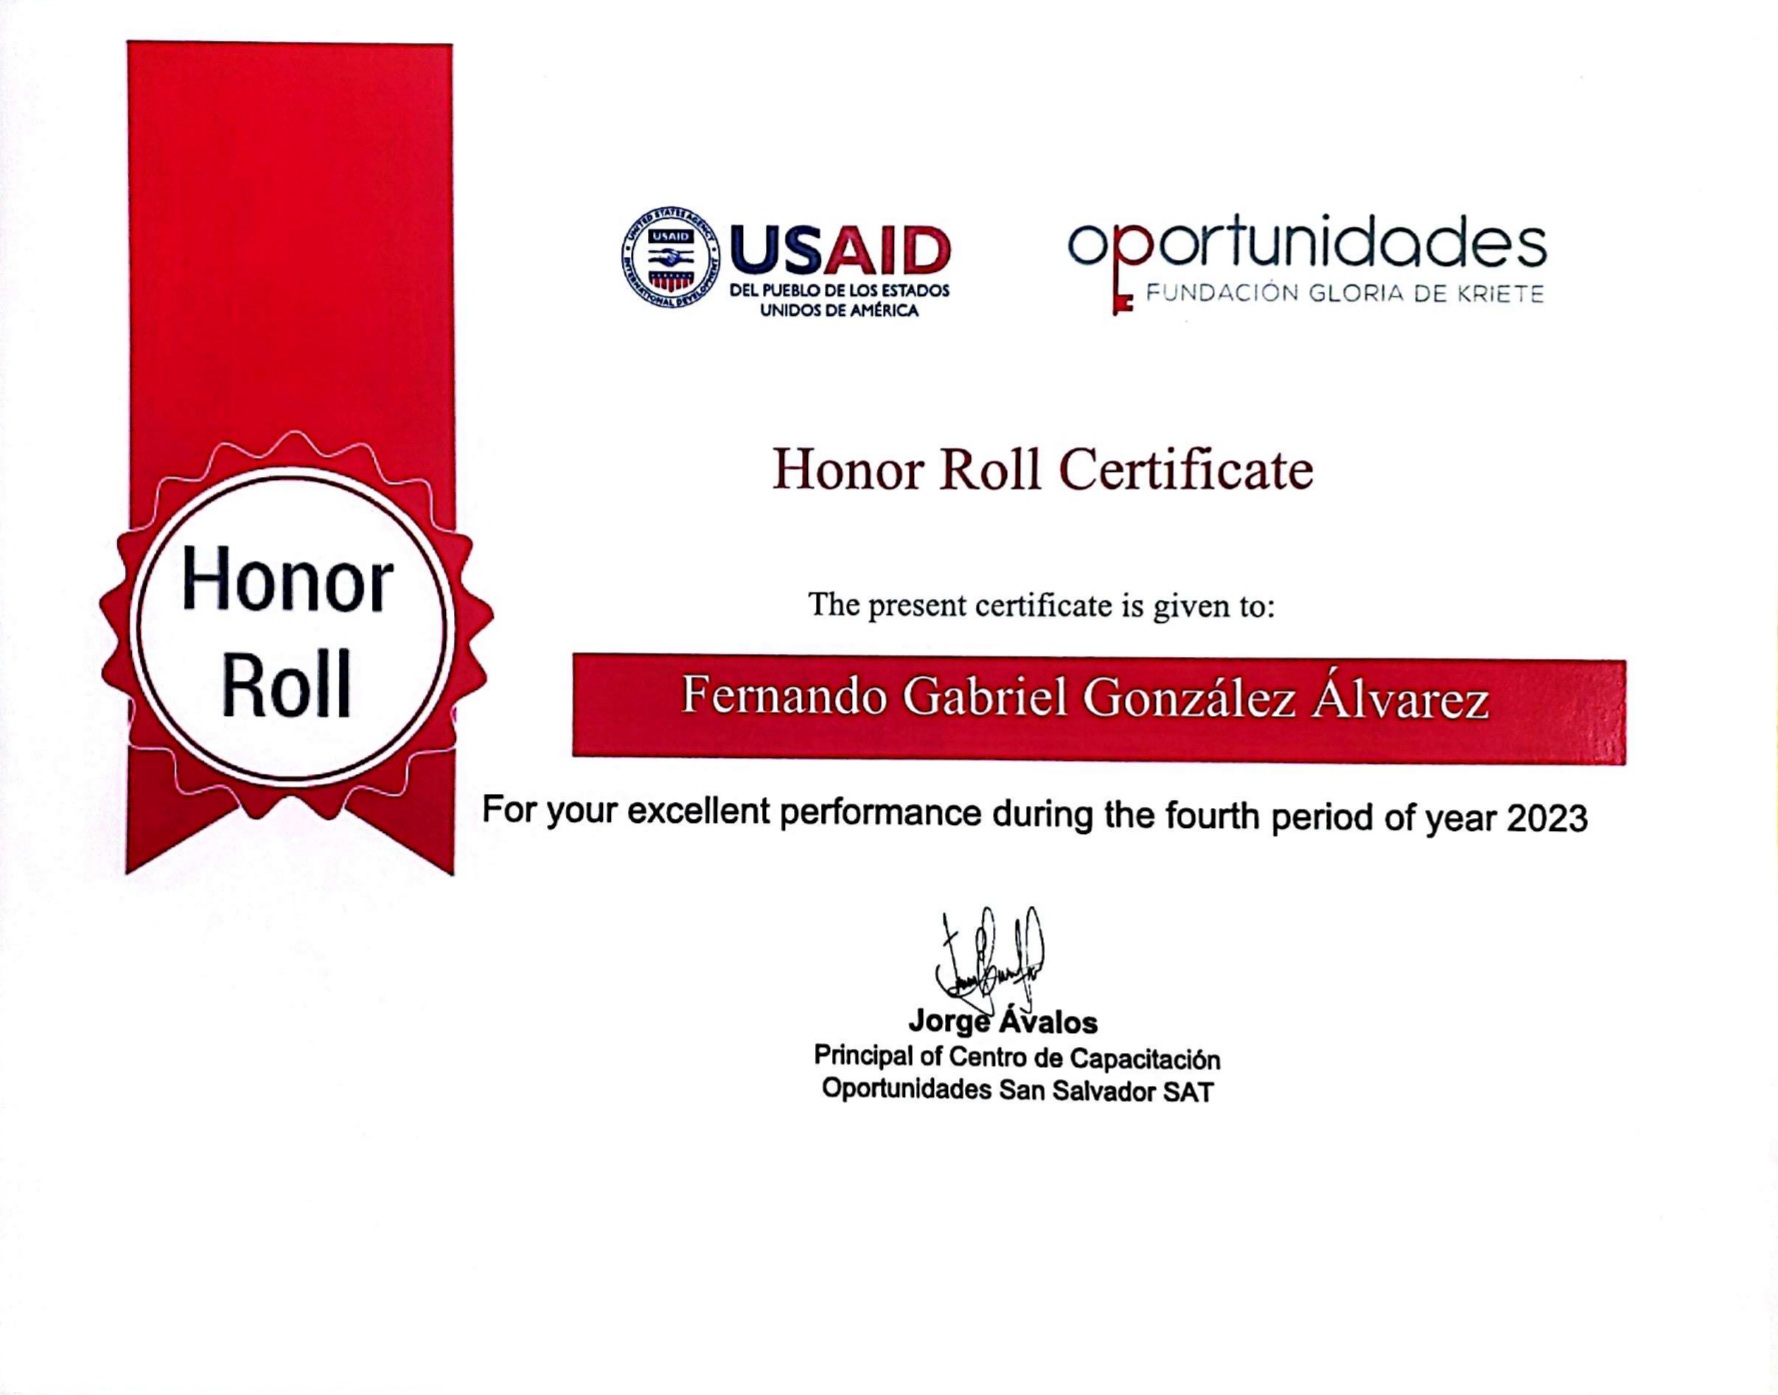 USAID
UNITED STATES AGENCY
INTERNATIONAL DEVELOPMENT
USAID
DEL PUEBLO DE LOS ESTADOS
UNIDOS DE AMÉRICA
oportunidades
FUNDACIÓN GLORIA DE KRIETE
Honor Roll Certificate
Honor
Roll
The present certificate is given to:
Fernando Gabriel González Álvarez
For your excellent performance during the fourth period of year 2023
Jorge Ávalos
Principal of Centro de Capacitación
Oportunidades San Salvador SAT